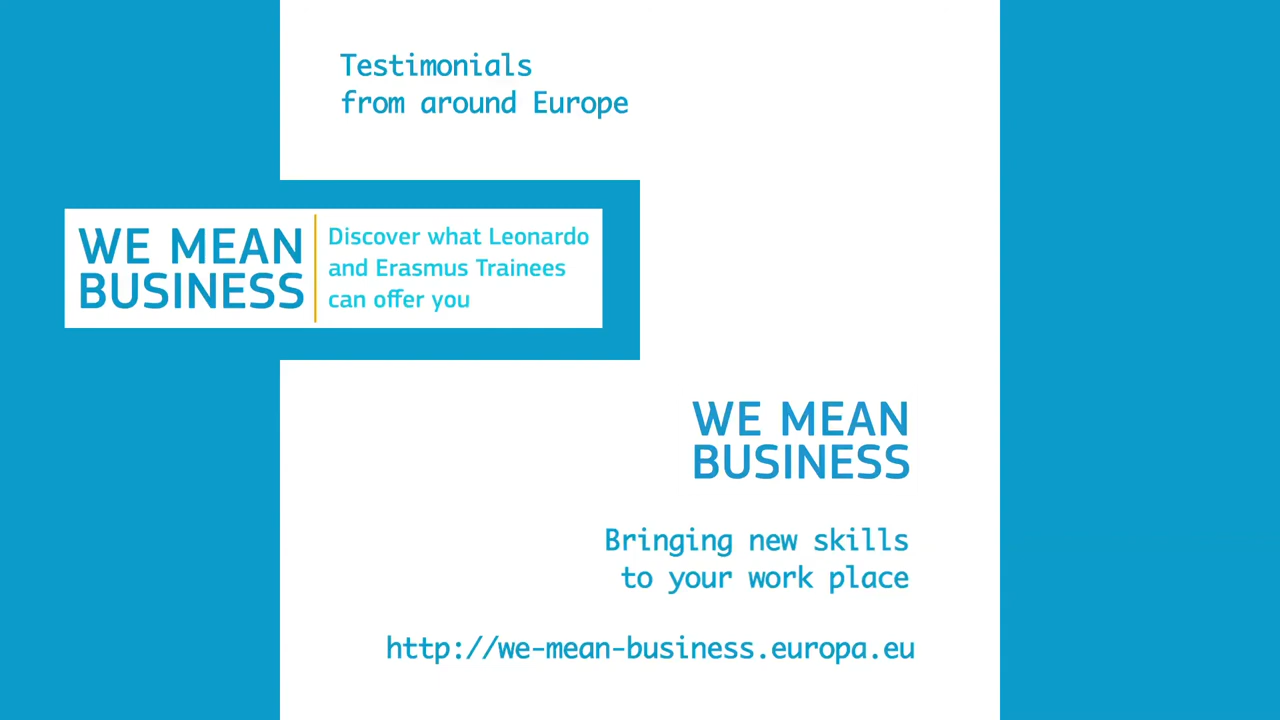 Testimonials
from around Europe
WE MEAN
BUSINESS
Discover what Leonardo
and Erasmus Trainees
can offer you
WE MEAN
BUSINESS
Bringing new skills
to your work place
http://we-mean-business.europa.eu